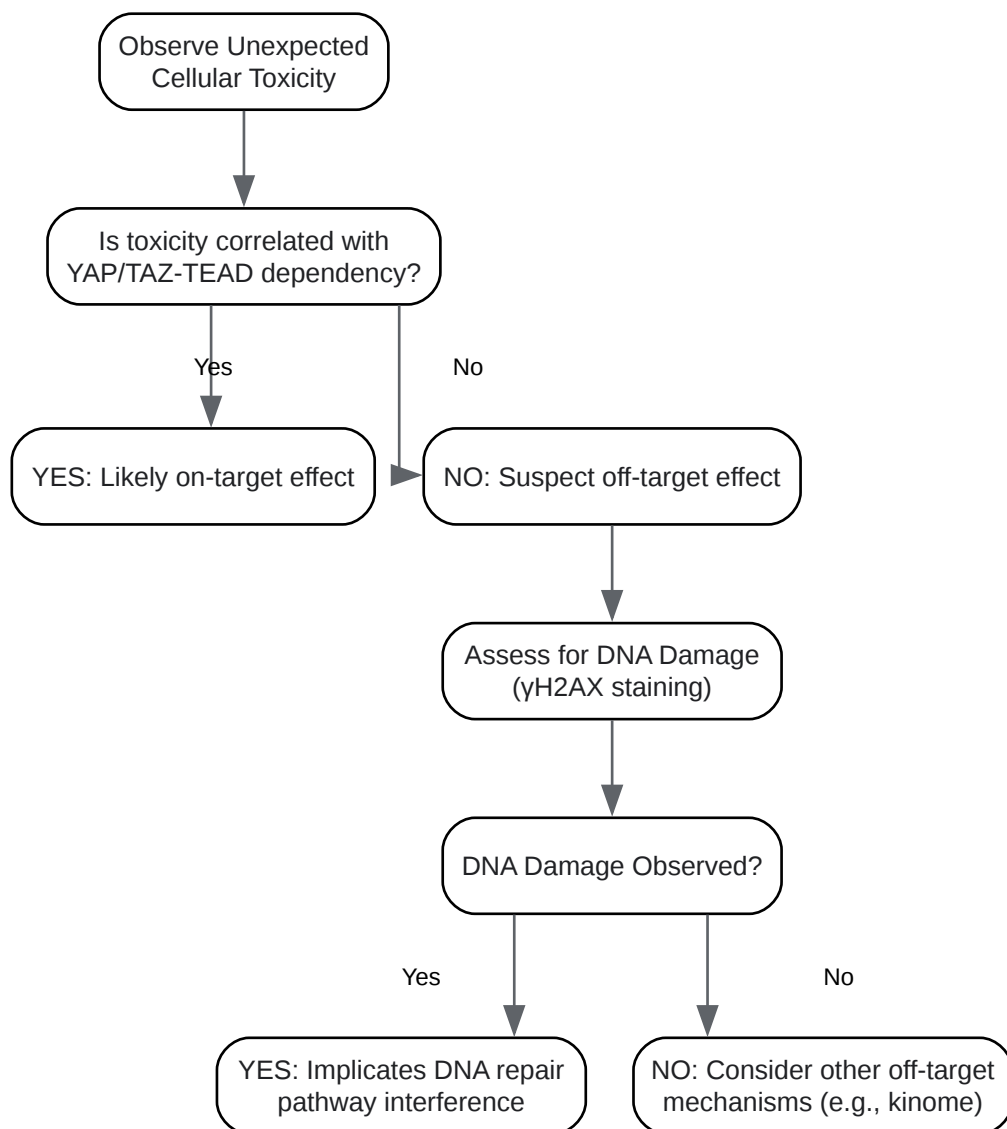 Observe Unexpected
Cellular Toxicity
Is toxicity correlated with
YAP/TAZ-TEAD dependency?
Yes
No
YES: Likely on-target effect
NO: Suspect off-target effect
Assess for DNA Damage
(γH2AX staining)
DNA Damage Observed?
Yes
No
YES: Implicates DNA repair
pathway interference
NO: Consider other off-target
mechanisms (e.g., kinome)